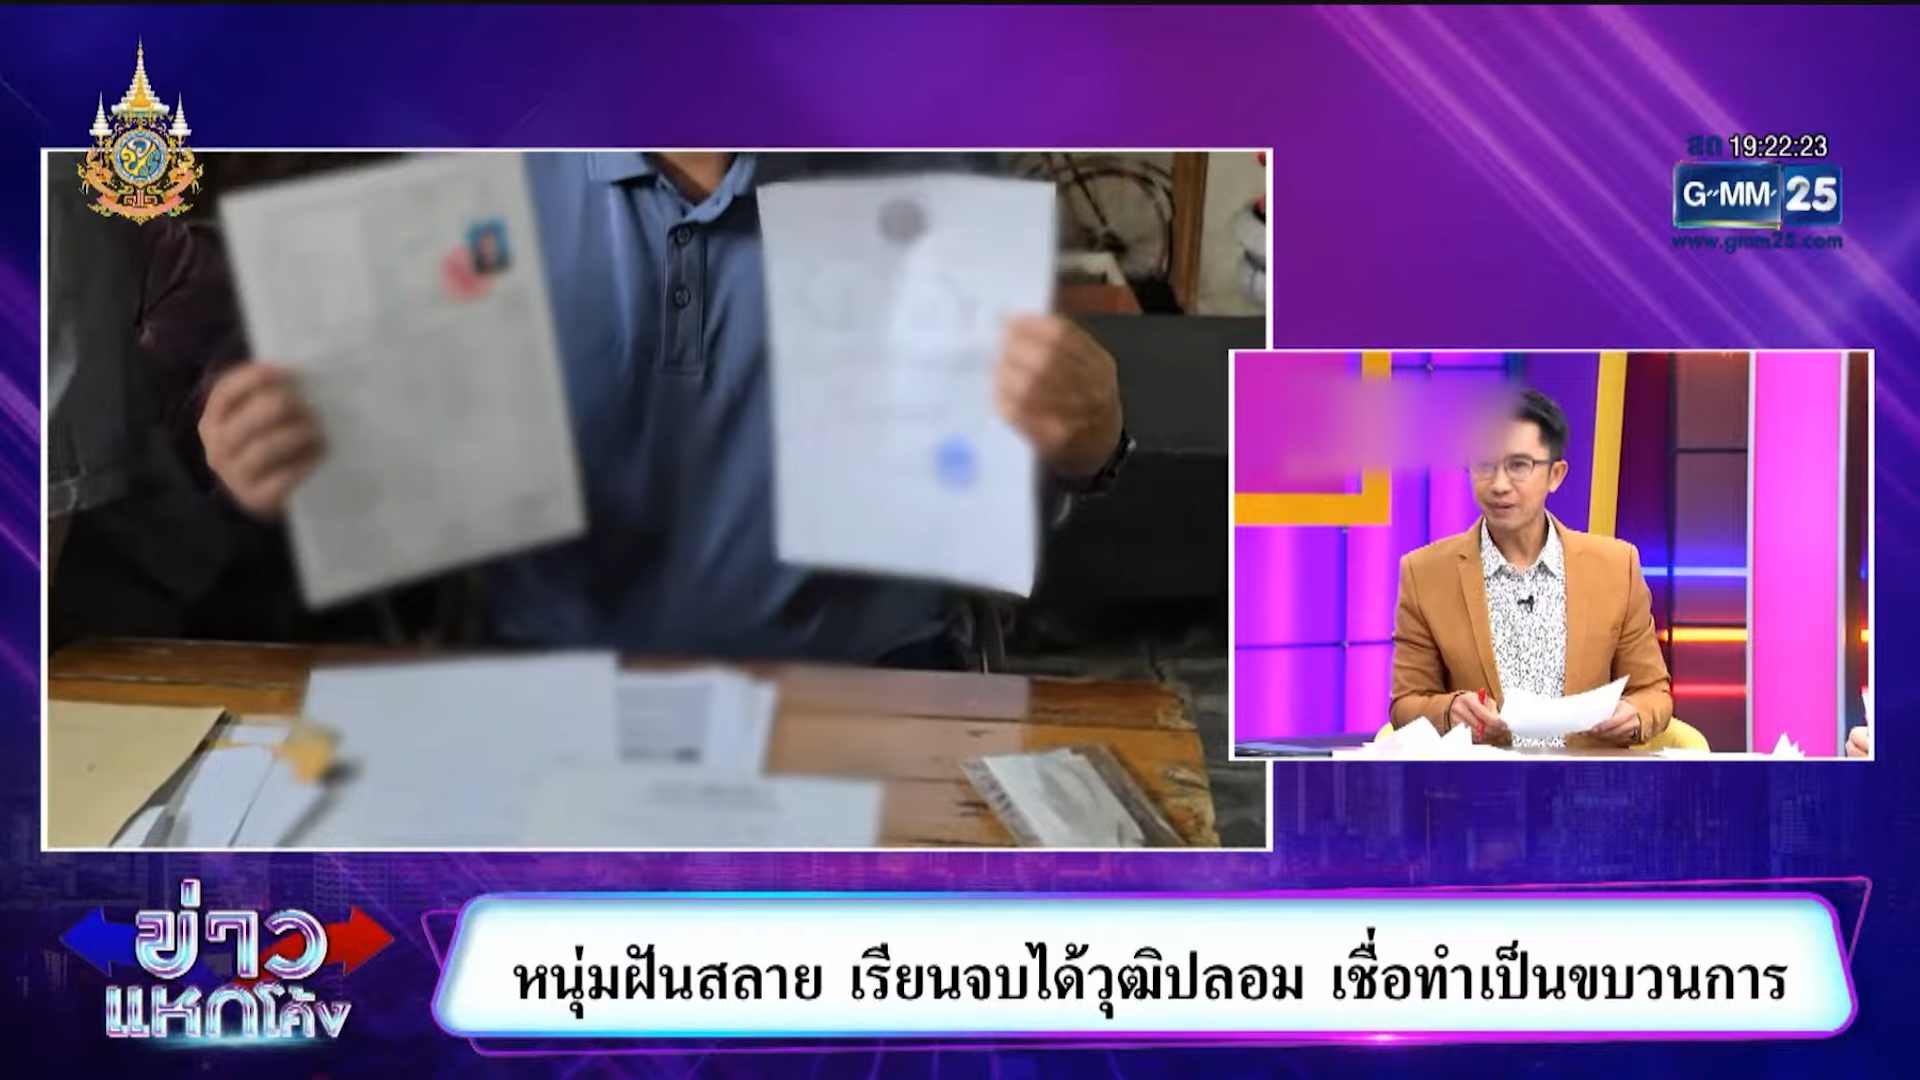 สด 19:22:23
GMM 25
www.gmm25.com
ข่าว
แหกโค้ง
หนุ่มฝันสลาย เรียนจบได้วุฒิปลอม เชื่อทำเป็นขบวนการ